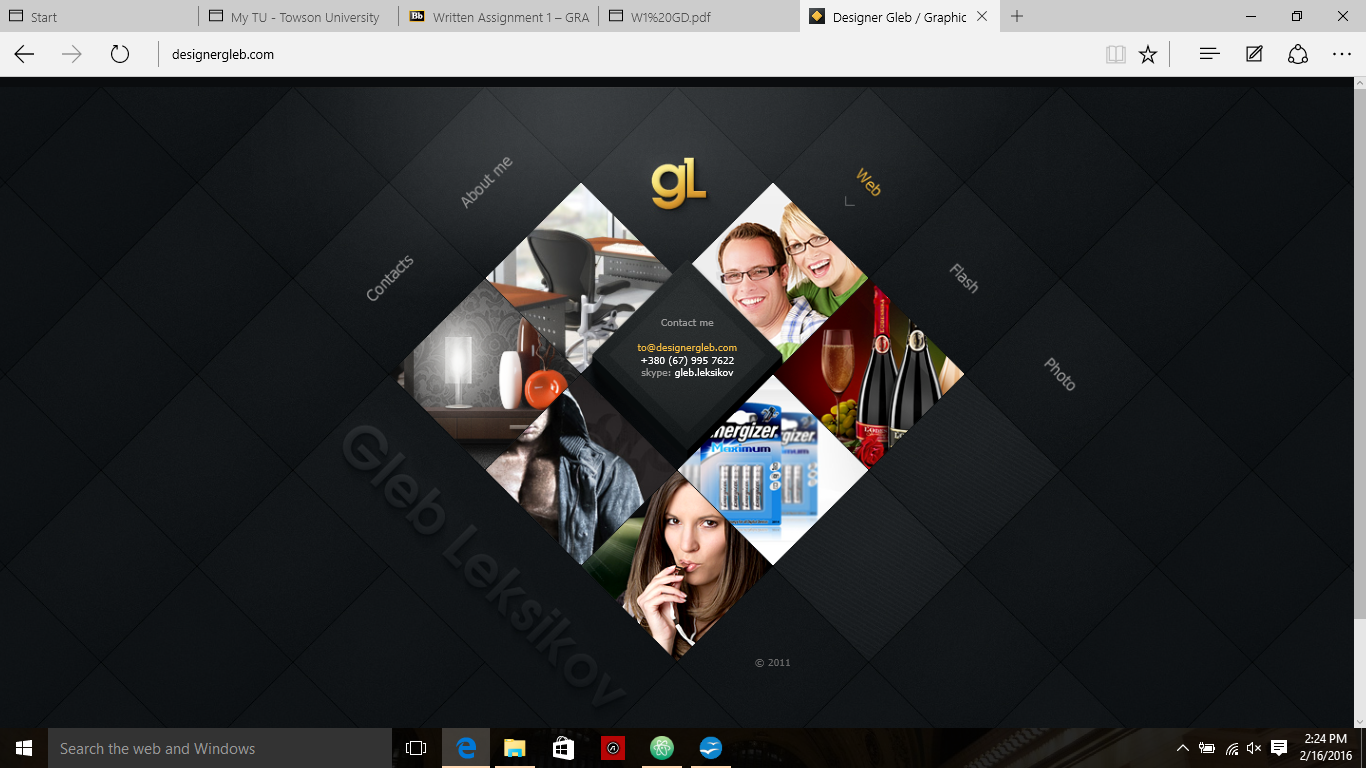 Start
My TU - Towson University
Bb
Written Assignment 1 – GRA
W1%20GD.pdf
Designer Gleb / Graphic
designergleb.com
About me
gL
Web
Contacts
Flash
Contact me
to@designergleb.com
+380 (67) 995 7622
skype: gleb.leksikov
Photo
nergizer
Maximum
Gleb Leksikov
© 2011
Search the web and Windows
2:24 PM
2/16/2016